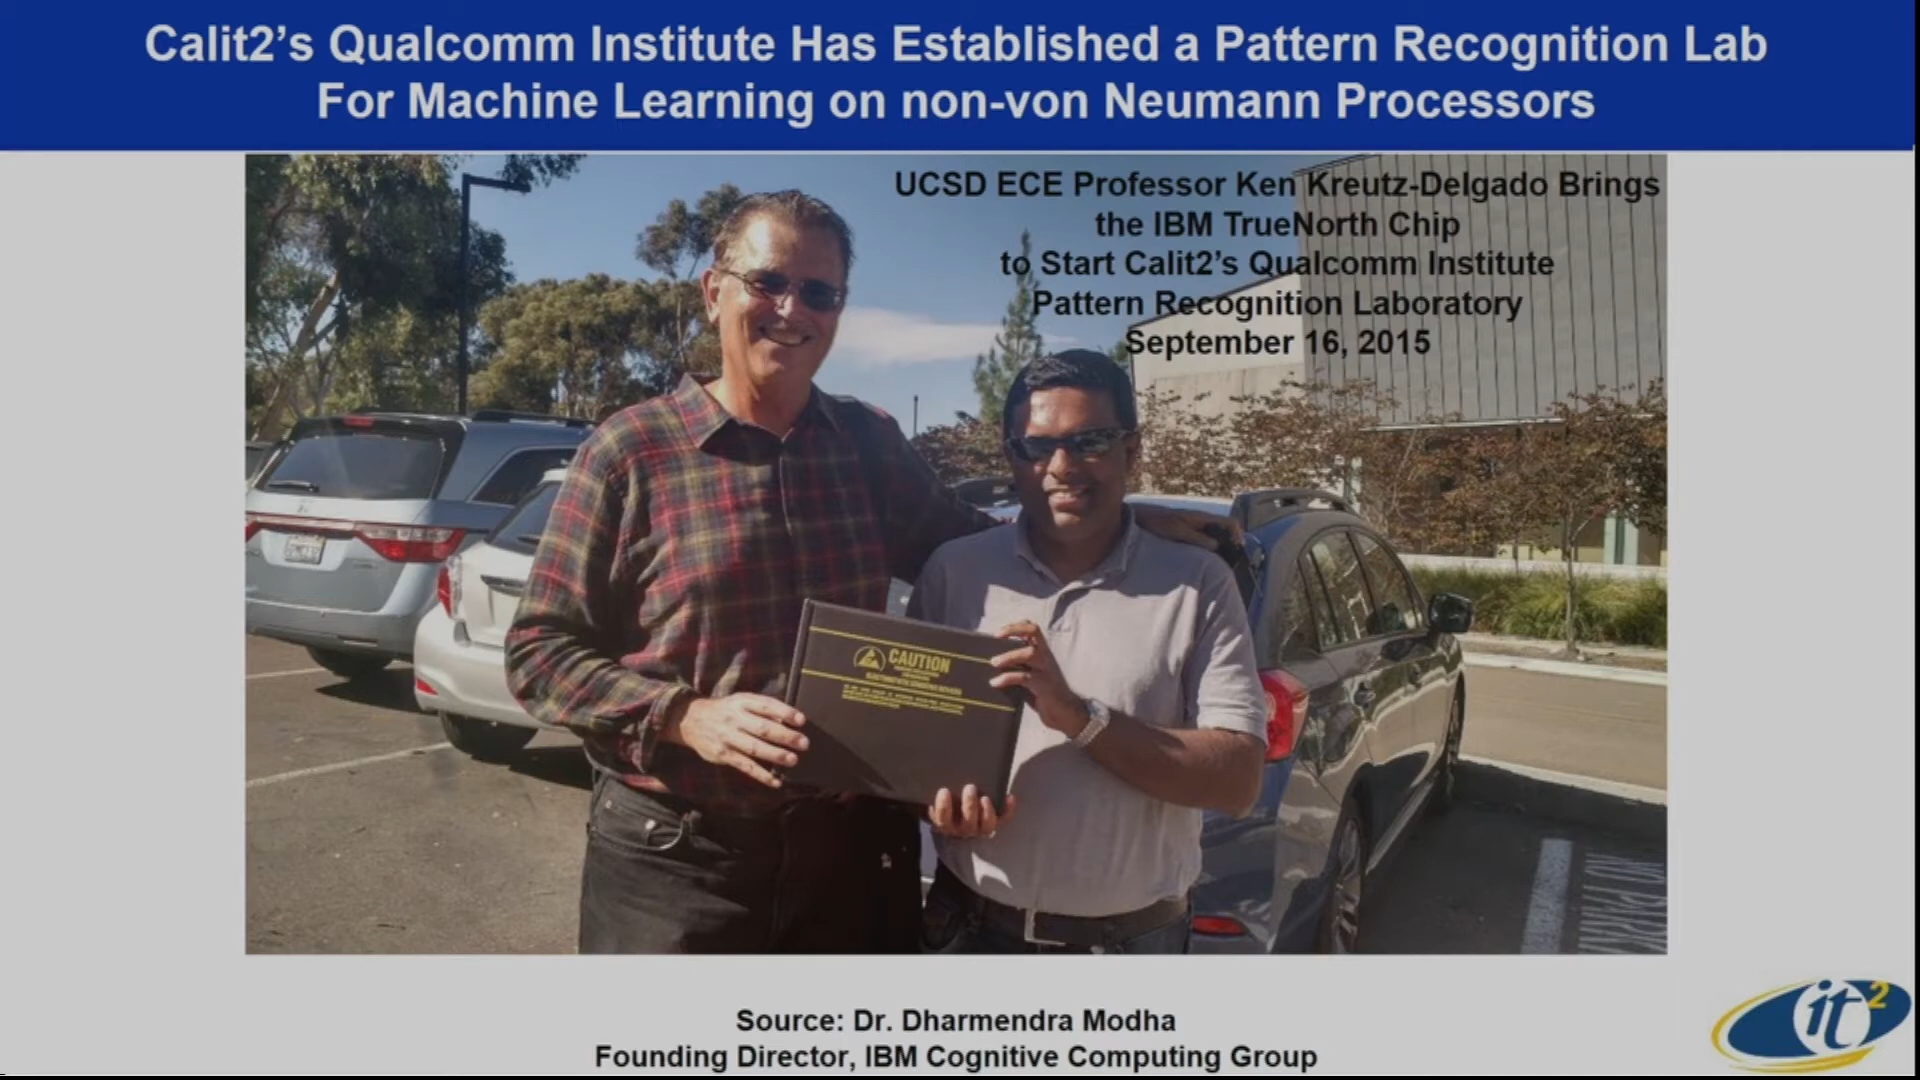 Calit2's Qualcomm Institute Has Established a Pattern Recognition Lab
For Machine Learning on non-von Neumann Processors
UCSD ECE Professor Ken Kreutz-Delgado Brings
the IBM TrueNorth Chip
to Start Calit2's Qualcomm Institute
Pattern Recognition Laboratory
September 16, 2015
CAUTION
NO PARKI
Source: Dr. Dharmendra Modha
Founding Director, IBM Cognitive Computing Group
it2